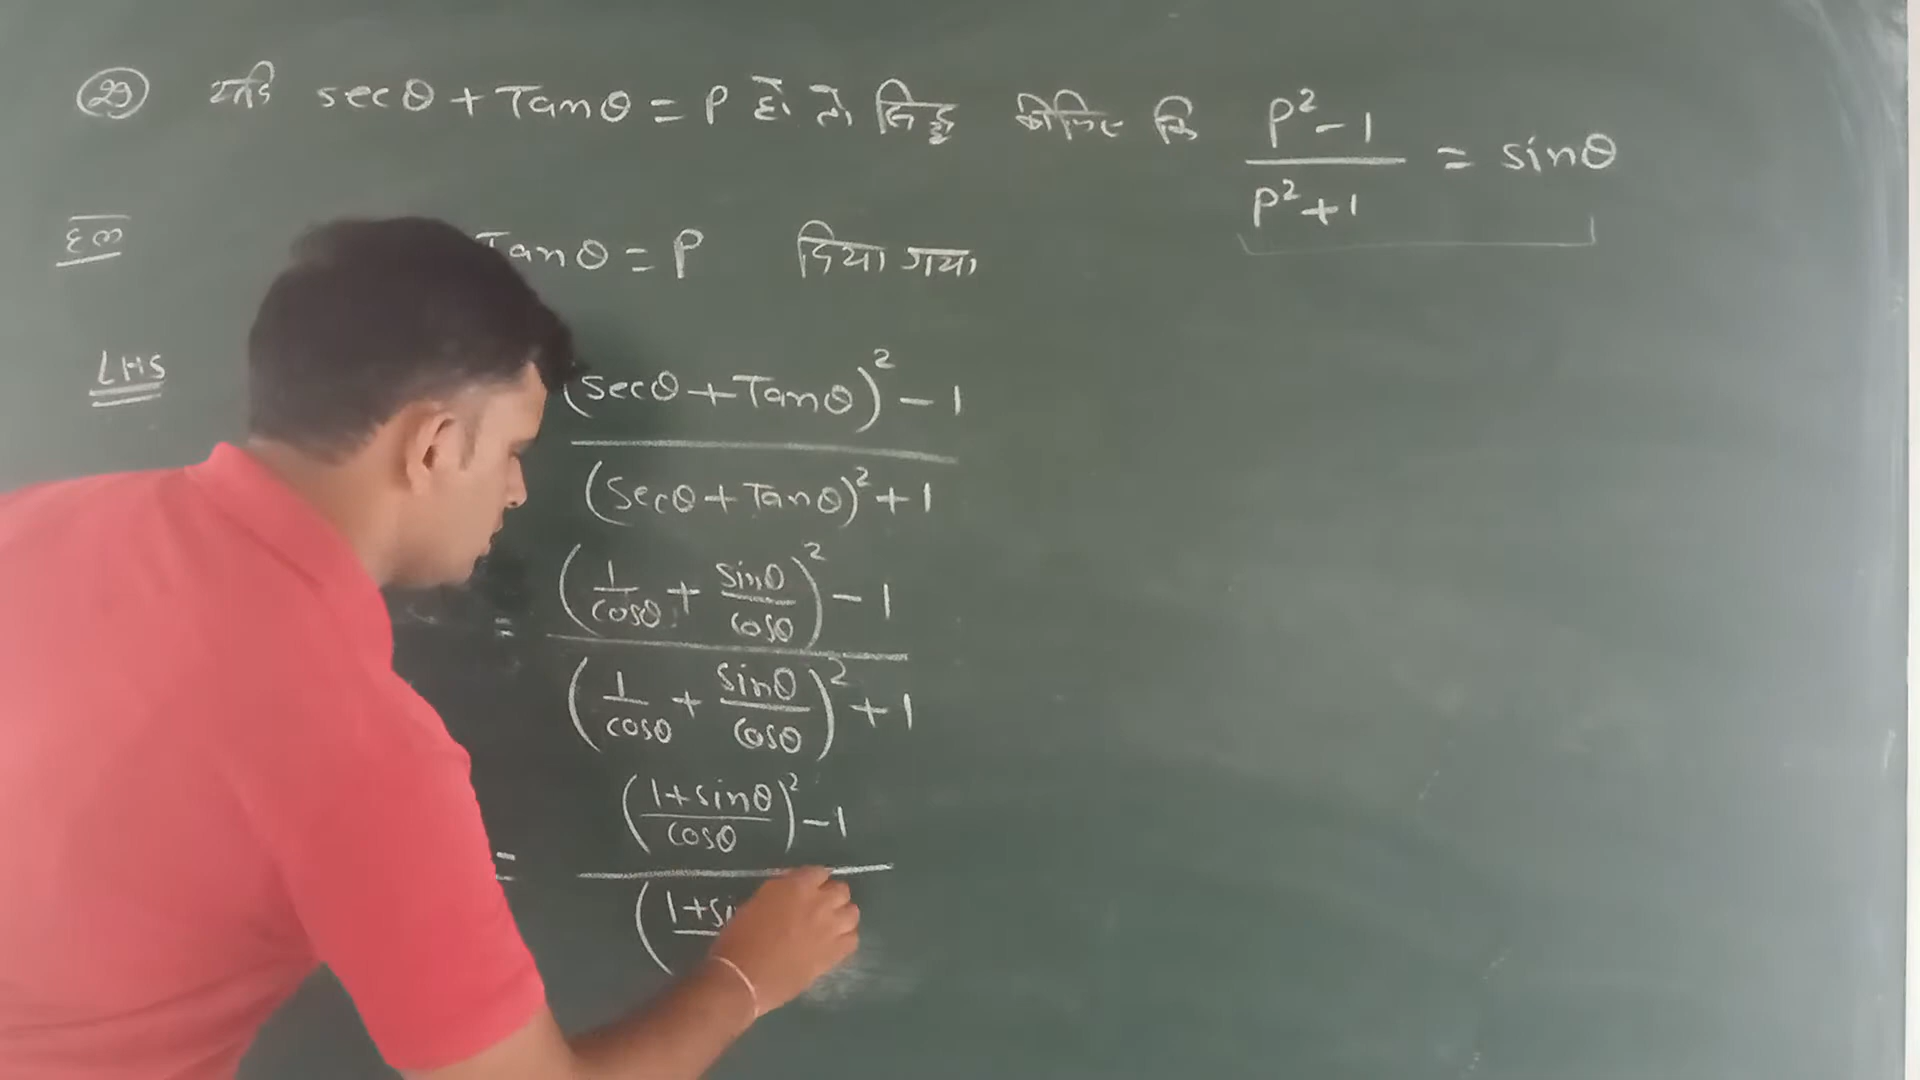 29 यदि secθ + Tanθ = P हो तो सिद्ध कीजिए कि (P² - 1)/(P² + 1) = sinθ
हल Tanθ = P दिया गया
LHS ((secθ + Tanθ)² - 1)/((secθ + Tanθ)² + 1)
= ((1/cosθ + sinθ/cosθ)² - 1)/((1/cosθ + sinθ/cosθ)² + 1)
= (((1 + sinθ)/cosθ)² - 1)/((1 + si